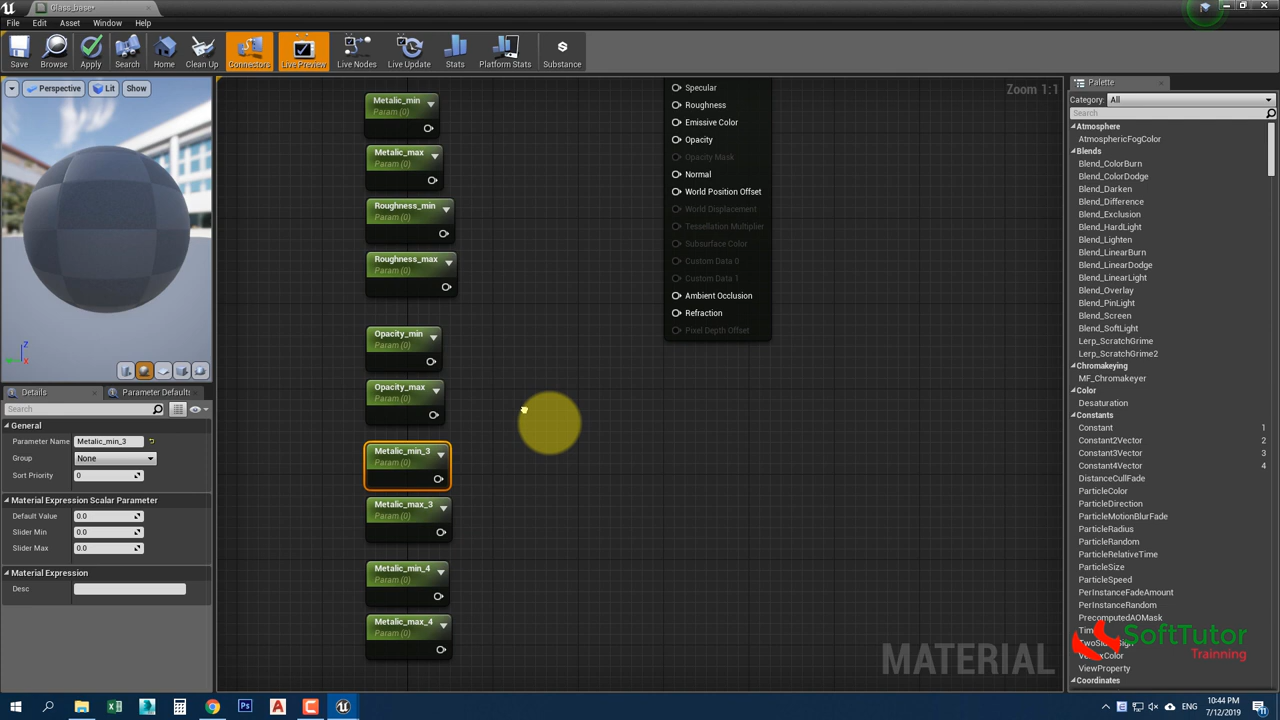 Glass_base*
File Edit Asset Window Help
Save Browse Apply Search Home Clean Up Connectors Live Preview Live Nodes Live Update Stats Platform Stats Substance
Perspective Lit Show
Zoom 1:1
Metalic_min
Param (0)
Metalic_max
Param (0)
Roughness_min
Param (0)
Roughness_max
Param (0)
Opacity_min
Param (0)
Opacity_max
Param (0)
Metalic_min_3
Param (0)
Metalic_max_3
Param (0)
Metalic_min_4
Param (0)
Metalic_max_4
Param (0)
Specular
Roughness
Emissive Color
Opacity
Opacity Mask
Normal
World Position Offset
World Displacement
Tessellation Multiplier
Subsurface Color
Custom Data 0
Custom Data 1
Ambient Occlusion
Refraction
Pixel Depth Offset
MATERIAL
Details Parameter Defaults
Search
General
Parameter Name Metalic_min_3
Group None
Sort Priority 0
Material Expression Scalar Parameter
Default Value 0.0
Slider Min 0.0
Slider Max 0.0
Material Expression
Desc
Palette
Category: All
Search
Atmosphere
AtmosphericFogColor
Blends
Blend_ColorBurn
Blend_ColorDodge
Blend_Darken
Blend_Difference
Blend_Exclusion
Blend_HardLight
Blend_Lighten
Blend_LinearBurn
Blend_LinearDodge
Blend_LinearLight
Blend_Overlay
Blend_PinLight
Blend_Screen
Blend_SoftLight
Lerp_ScratchGrime
Lerp_ScratchGrime2
Chromakeying
MF_Chromakeyer
Color
Desaturation
Constants
Constant 1
Constant2Vector 2
Constant3Vector 3
Constant4Vector 4
DistanceCullFade
ParticleColor
ParticleDirection
ParticleMotionBlurFade
ParticleRadius
ParticleRandom
ParticleRelativeTime
ParticleSize
ParticleSpeed
PerInstanceFadeAmount
PerInstanceRandom
PrecomputedAOMask
ViewProperty
Coordinates
SoftTutor
Trainning
ENG
10:44 PM
7/12/2019